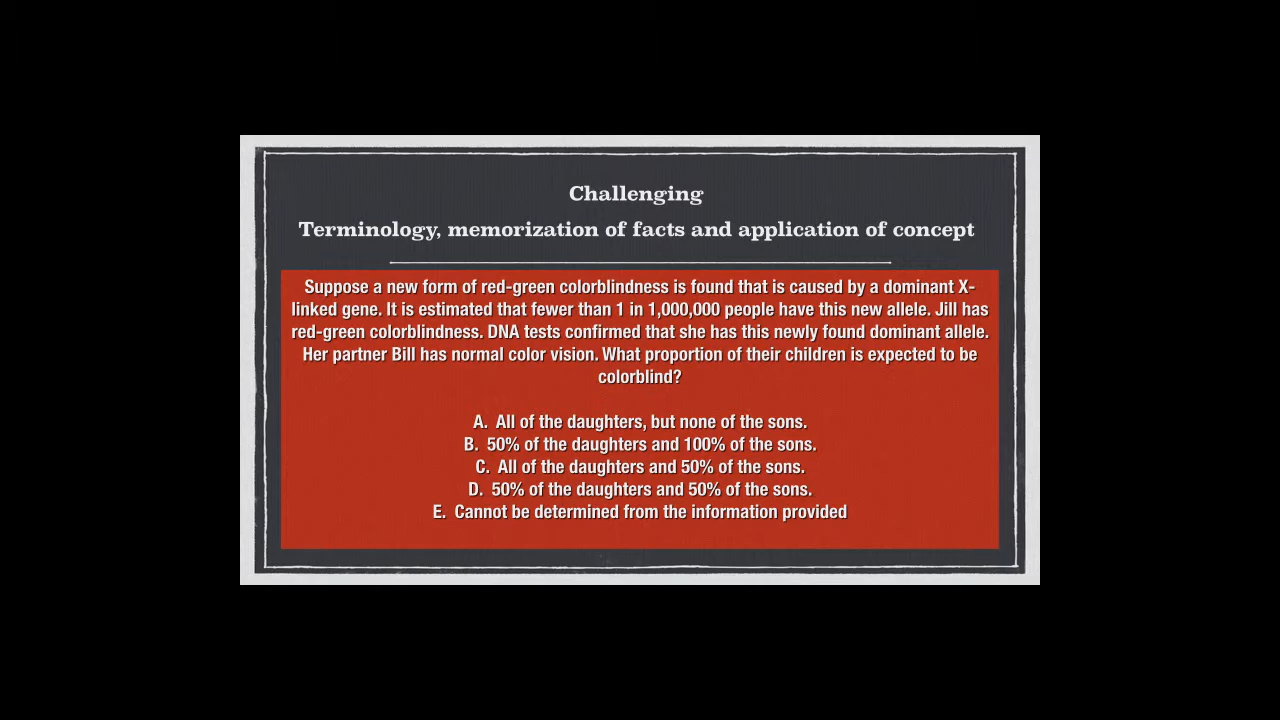 Challenging
Terminology, memorization of facts and application of concept
Suppose a new form of red-green colorblindness is found that is caused by a dominant X-
linked gene. It is estimated that fewer than 1 in 1,000,000 people have this new allele. Jill has
red-green colorblindness. DNA tests confirmed that she has this newly found dominant allele.
Her partner Bill has normal color vision. What proportion of their children is expected to be
colorblind?
A. All of the daughters, but none of the sons.
B. 50% of the daughters and 100% of the sons.
C. All of the daughters and 50% of the sons.
D. 50% of the daughters and 50% of the sons.
E. Cannot be determined from the information provided